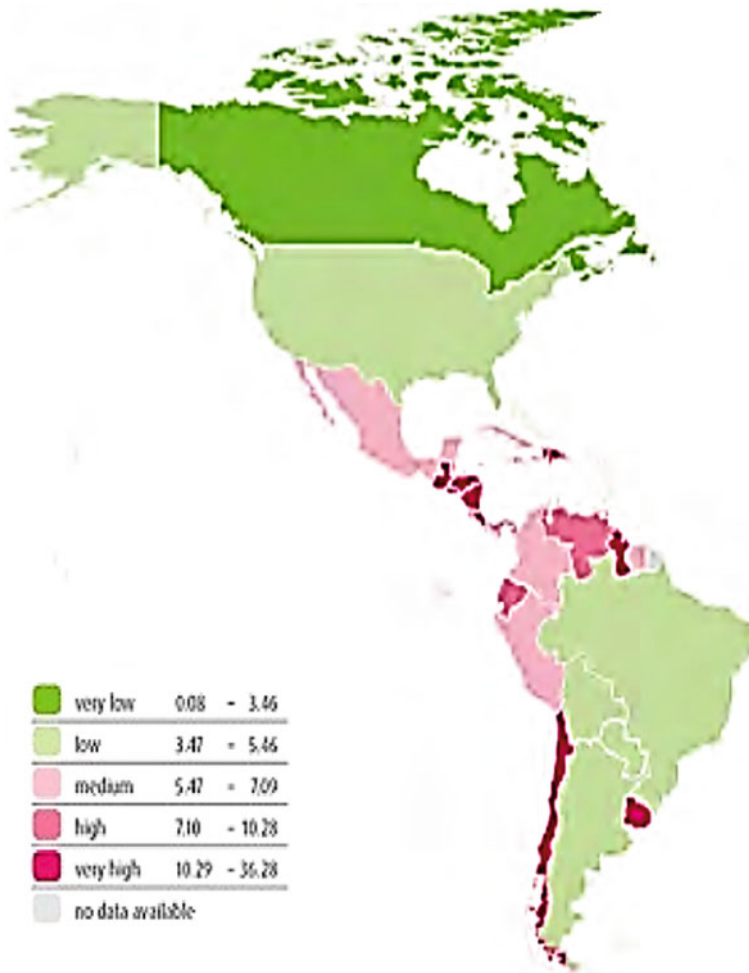 very low 0.08 - 3.46
low 3.47 - 5.46
medium 5.47 - 7.09
high 7.10 - 10.28
very high 10.29 - 36.28
no data available